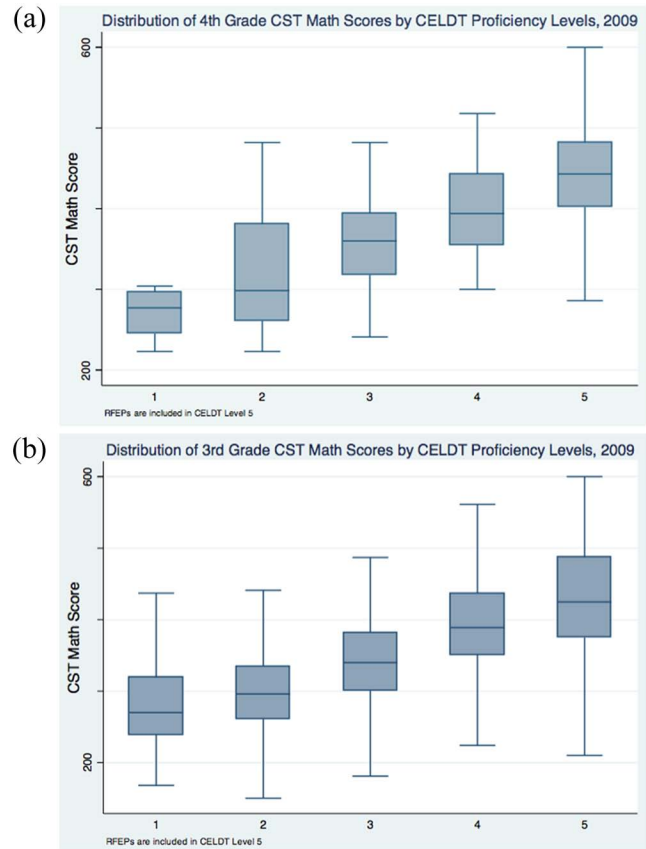 (a)
Distribution of 4th Grade CST Math Scores by CELDT Proficiency Levels, 2009
600
CST Math Score
200
1 2 3 4 5
RFEPs are included in CELDT Level 5
(b)
Distribution of 3rd Grade CST Math Scores by CELDT Proficiency Levels, 2009
600
CST Math Score
200
1 2 3 4 5
RFEPs are included in CELDT Level 5